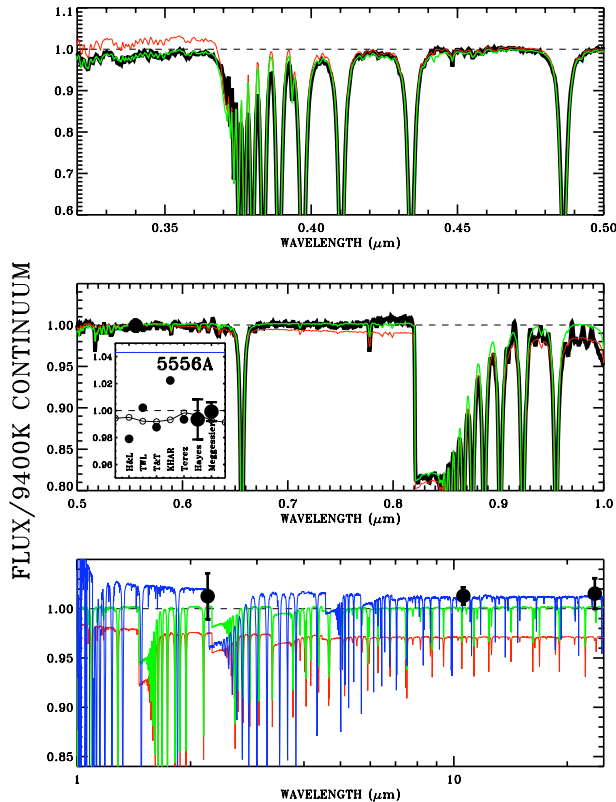 1.1
1.0
0.9
0.8
0.7
0.6
0.35 0.40 0.45 0.50
WAVELENGTH (μm)
FLUX/9400K CONTINUUM
1.00
0.95
0.90
0.85
0.80
5556A
1.04
1.02
1.00
0.98
0.96
H&L
TWL
T&T
KHAR
Terez
Hayes
Meggessier
0.5 0.6 0.7 0.8 0.9 1.0
WAVELENGTH (μm)
1.00
0.95
0.90
0.85
1 10
WAVELENGTH (μm)